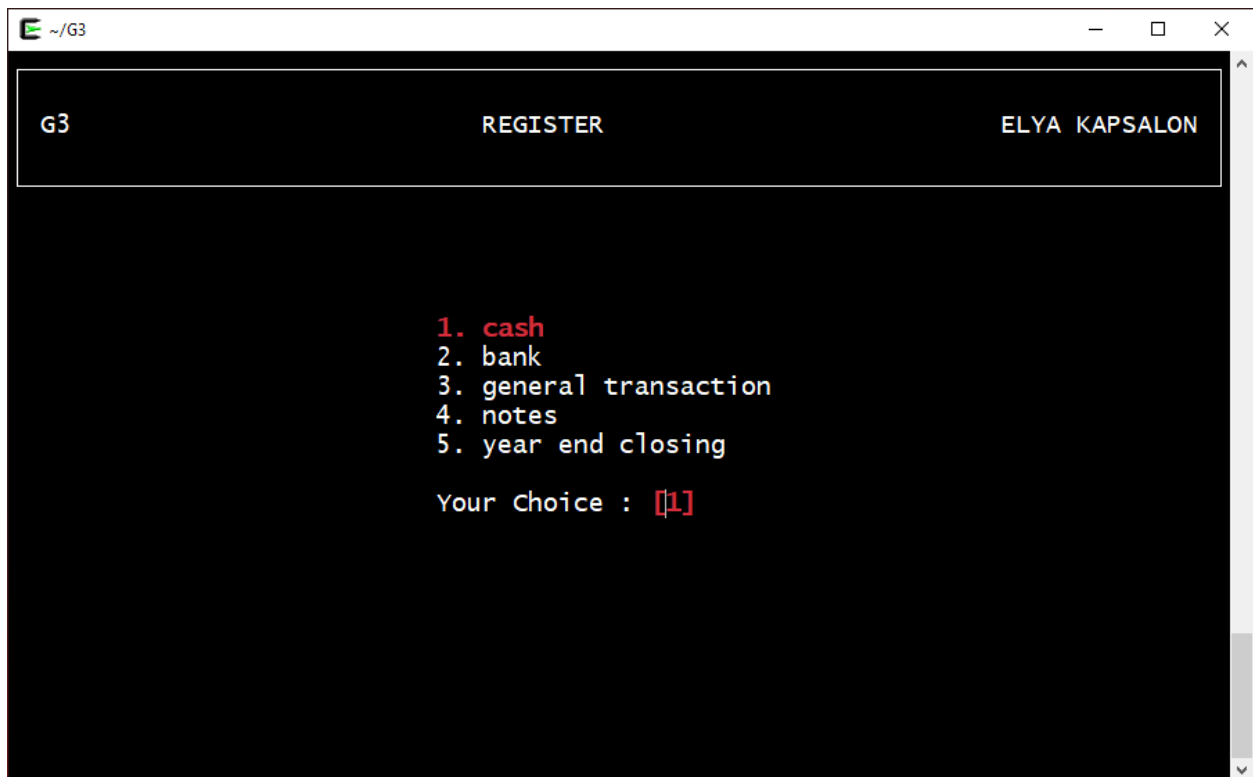 ~/G3
G3 REGISTER ELYA KAPSALON
1. cash
2. bank
3. general transaction
4. notes
5. year end closing
Your Choice : [1]